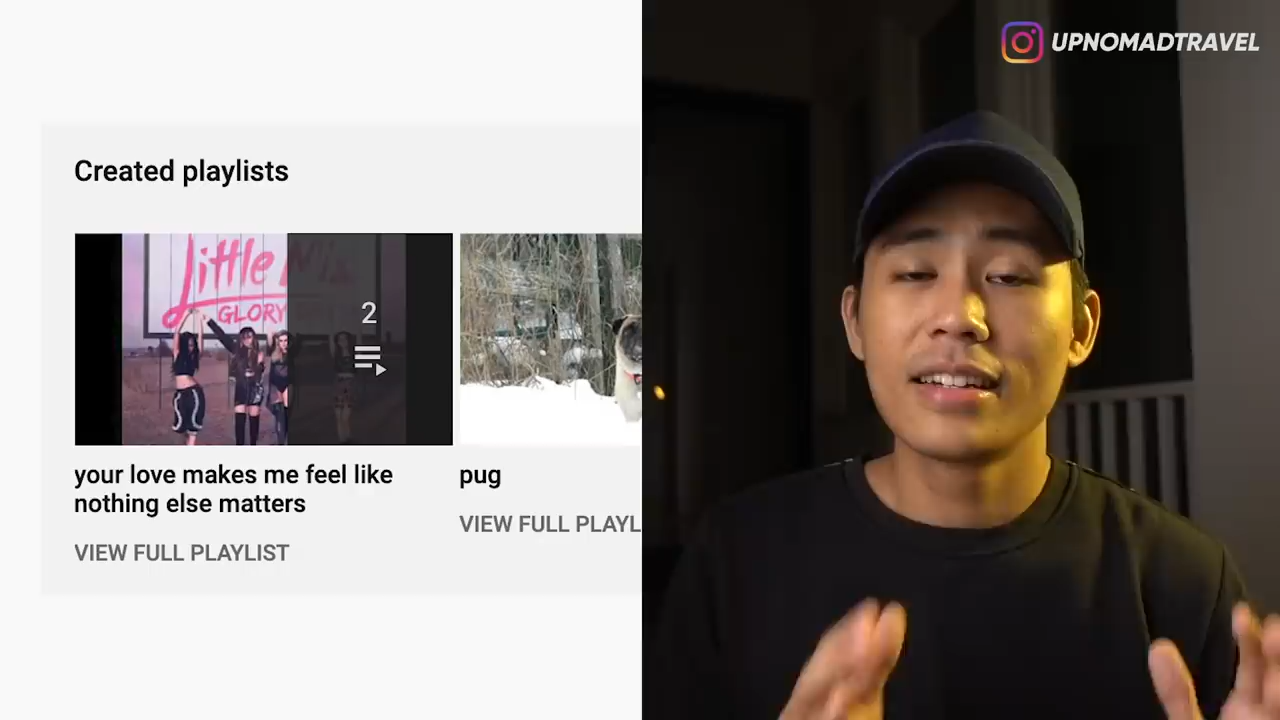 UPNOMADTRAVEL
Created playlists
Little Mix
GLORY
2
your love makes me feel like
nothing else matters
VIEW FULL PLAYLIST
pug
VIEW FULL PLAYL